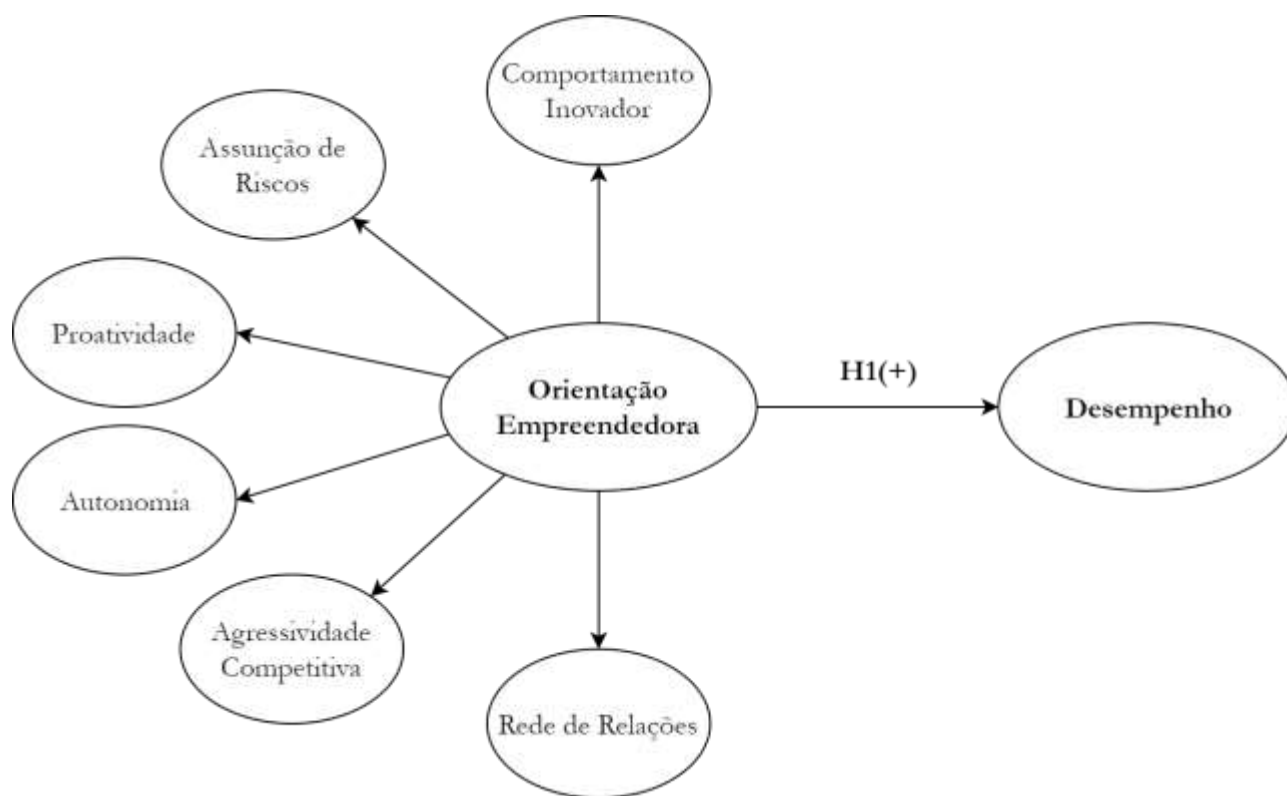 Comportamento
Inovador
Assunção de
Riscos
Proatividade
Orientação
Empreendedora
H1(+)
Desempenho
Autonomia
Agressividade
Competitiva
Rede de Relações